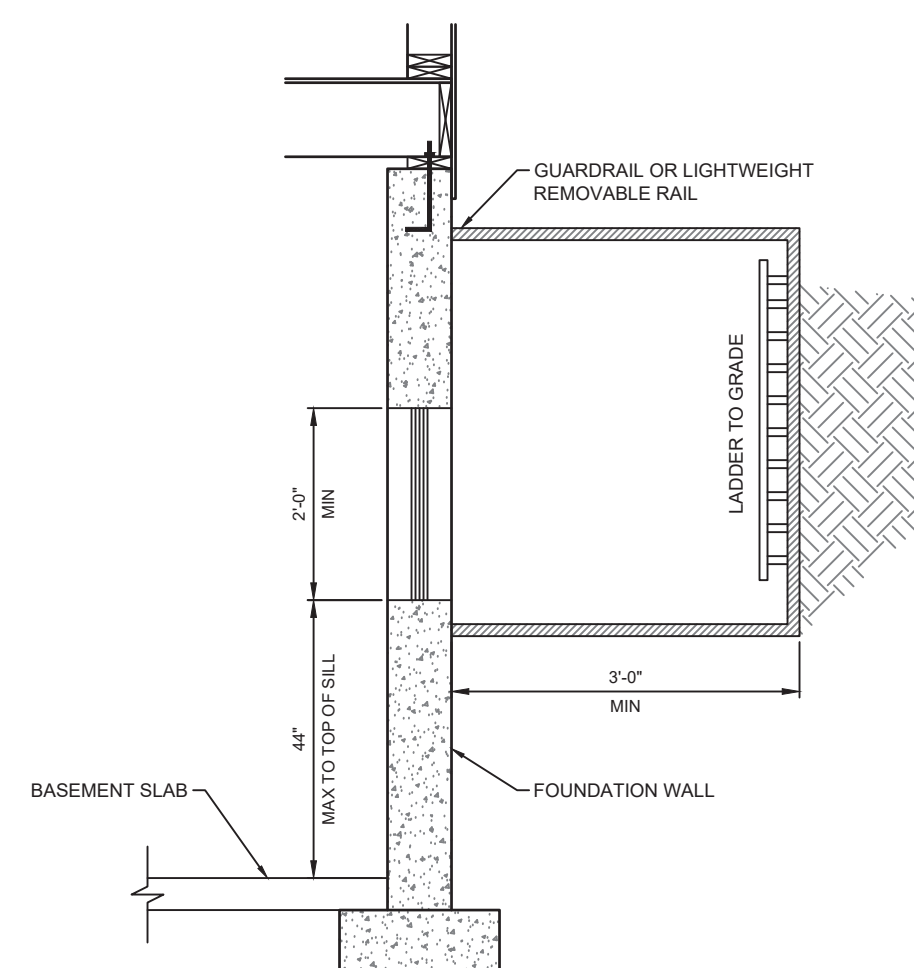 GUARDRAIL OR LIGHTWEIGHT
REMOVABLE RAIL
LADDER TO GRADE
2'-0"
MIN
44"
MAX TO TOP OF SILL
3'-0"
MIN
BASEMENT SLAB
FOUNDATION WALL